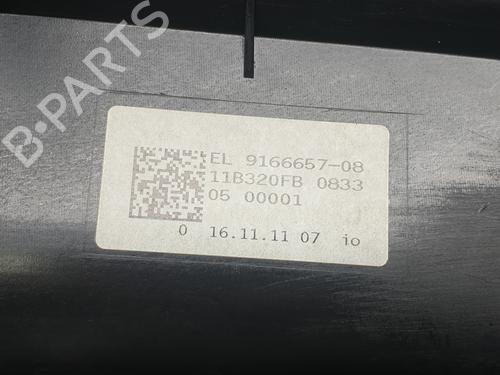 B-PARTS
EL 9166657-08
11B320FB 0833
05 00001
0 16.11.11 07 io